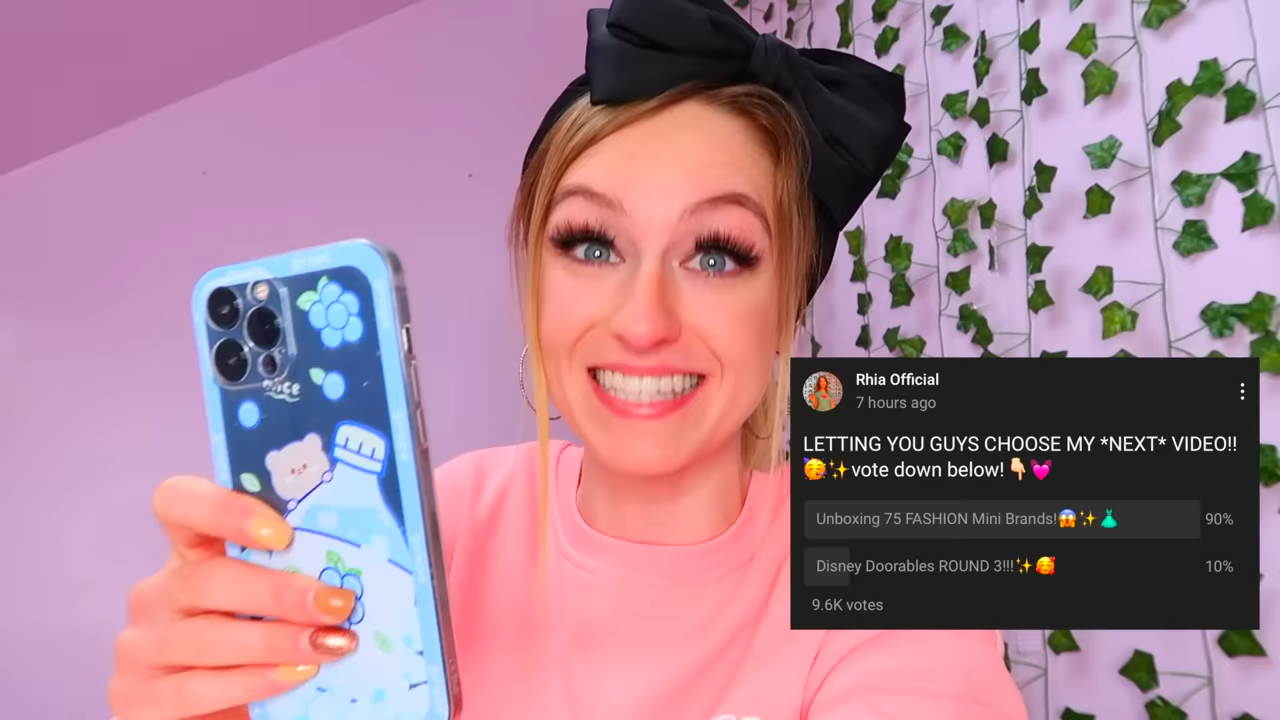 Rhia Official
7 hours ago
LETTING YOU GUYS CHOOSE MY *NEXT* VIDEO!!
🥳✨vote down below!👇🏻💓
Unboxing 75 FASHION Mini Brands!😱✨👗 90%
Disney Doorables ROUND 3!!!✨🥰 10%
9.6K votes